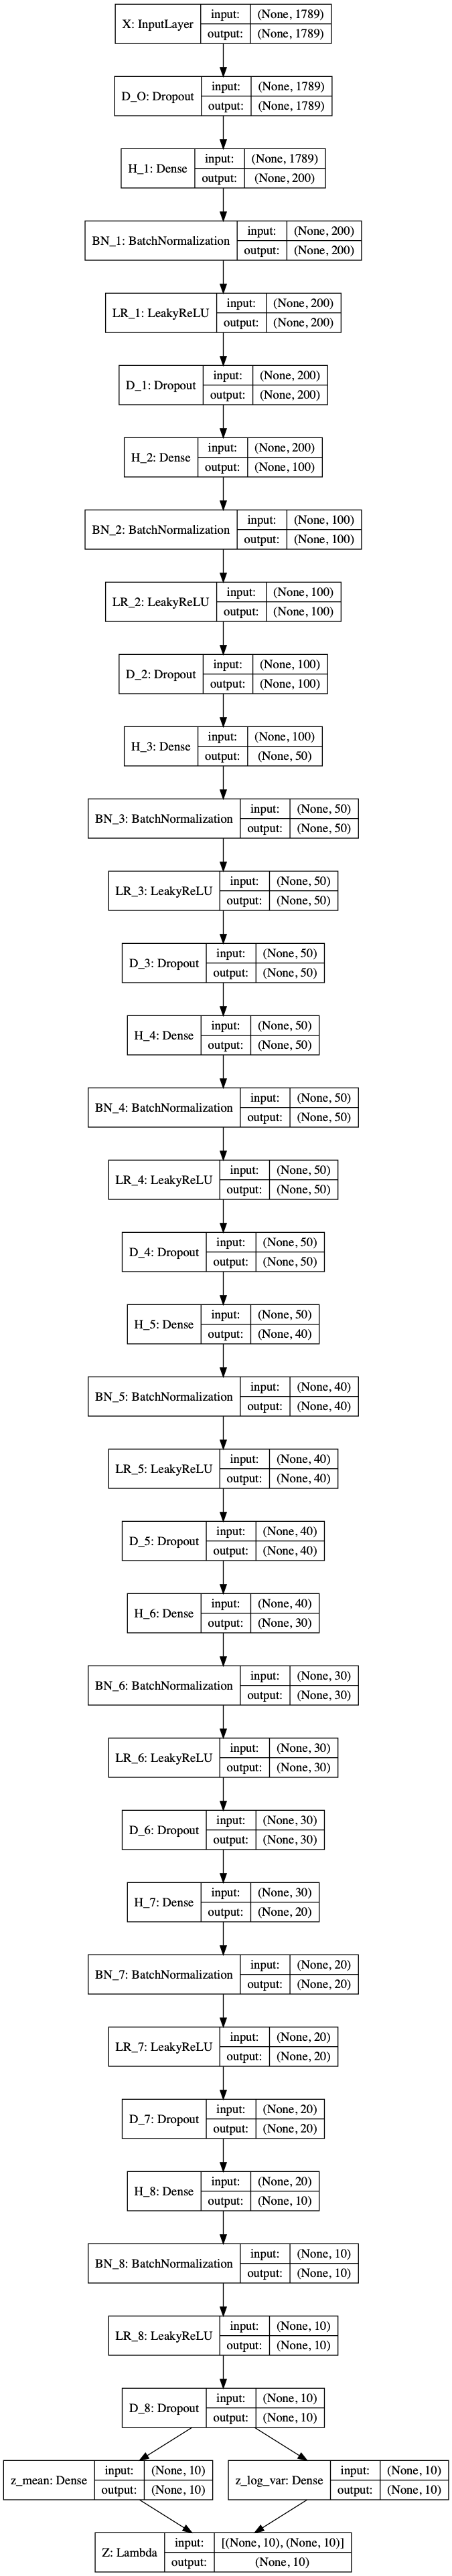 X: InputLayer input: (None, 1789)
output: (None, 1789)
D_O: Dropout input: (None, 1789)
output: (None, 1789)
H_1: Dense input: (None, 1789)
output: (None, 200)
BN_1: BatchNormalization input: (None, 200)
output: (None, 200)
LR_1: LeakyReLU input: (None, 200)
output: (None, 200)
D_1: Dropout input: (None, 200)
output: (None, 200)
H_2: Dense input: (None, 200)
output: (None, 100)
BN_2: BatchNormalization input: (None, 100)
output: (None, 100)
LR_2: LeakyReLU input: (None, 100)
output: (None, 100)
D_2: Dropout input: (None, 100)
output: (None, 100)
H_3: Dense input: (None, 100)
output: (None, 50)
BN_3: BatchNormalization input: (None, 50)
output: (None, 50)
LR_3: LeakyReLU input: (None, 50)
output: (None, 50)
D_3: Dropout input: (None, 50)
output: (None, 50)
H_4: Dense input: (None, 50)
output: (None, 50)
BN_4: BatchNormalization input: (None, 50)
output: (None, 50)
LR_4: LeakyReLU input: (None, 50)
output: (None, 50)
D_4: Dropout input: (None, 50)
output: (None, 50)
H_5: Dense input: (None, 50)
output: (None, 40)
BN_5: BatchNormalization input: (None, 40)
output: (None, 40)
LR_5: LeakyReLU input: (None, 40)
output: (None, 40)
D_5: Dropout input: (None, 40)
output: (None, 40)
H_6: Dense input: (None, 40)
output: (None, 30)
BN_6: BatchNormalization input: (None, 30)
output: (None, 30)
LR_6: LeakyReLU input: (None, 30)
output: (None, 30)
D_6: Dropout input: (None, 30)
output: (None, 30)
H_7: Dense input: (None, 30)
output: (None, 20)
BN_7: BatchNormalization input: (None, 20)
output: (None, 20)
LR_7: LeakyReLU input: (None, 20)
output: (None, 20)
D_7: Dropout input: (None, 20)
output: (None, 20)
H_8: Dense input: (None, 20)
output: (None, 10)
BN_8: BatchNormalization input: (None, 10)
output: (None, 10)
LR_8: LeakyReLU input: (None, 10)
output: (None, 10)
D_8: Dropout input: (None, 10)
output: (None, 10)
z_mean: Dense input: (None, 10)
output: (None, 10)
z_log_var: Dense input: (None, 10)
output: (None, 10)
Z: Lambda input: [(None, 10), (None, 10)]
output: (None, 10)